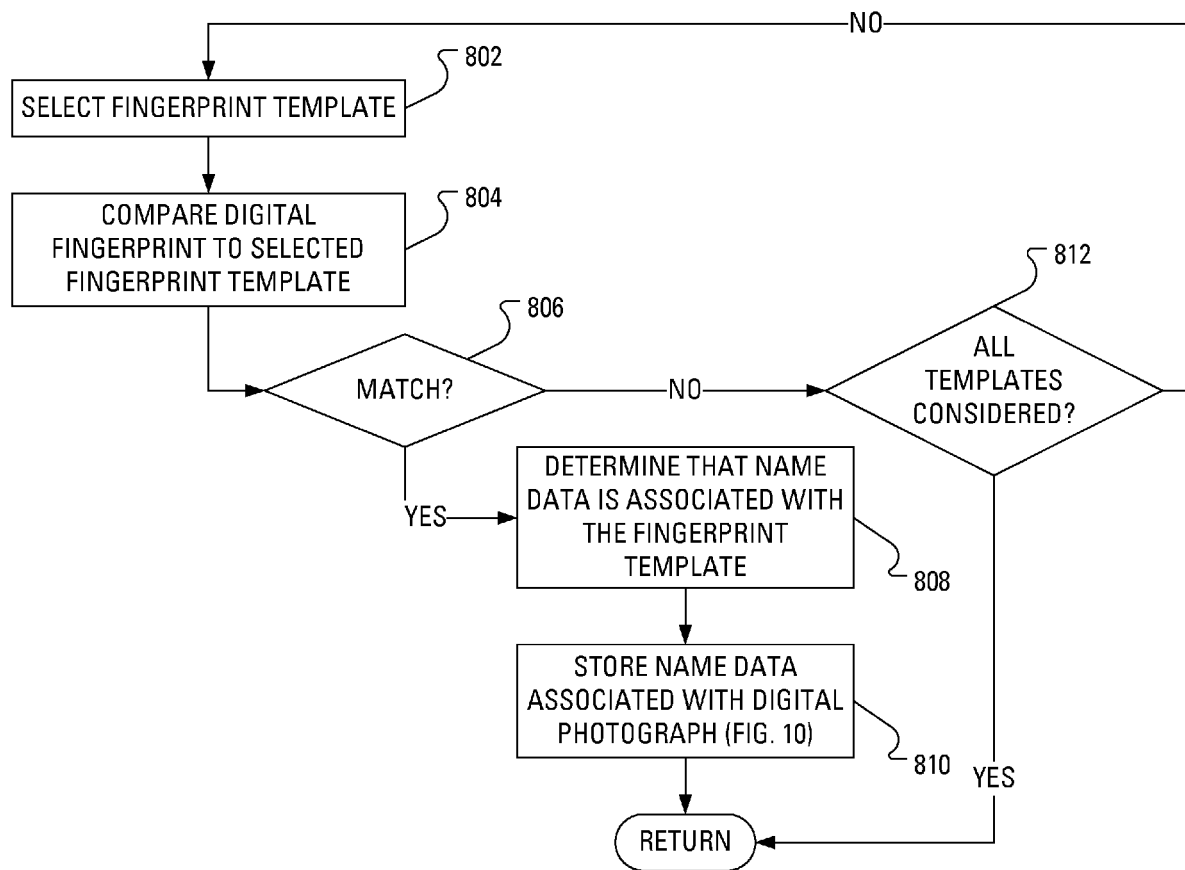 NO
802
SELECT FINGERPRINT TEMPLATE
804
COMPARE DIGITAL
FINGERPRINT TO SELECTED
FINGERPRINT TEMPLATE
806
MATCH?
NO
812
ALL
TEMPLATES
CONSIDERED?
YES
DETERMINE THAT NAME
DATA IS ASSOCIATED WITH
THE FINGERPRINT
TEMPLATE
808
STORE NAME DATA
ASSOCIATED WITH DIGITAL
PHOTOGRAPH (FIG. 10)
810
YES
RETURN